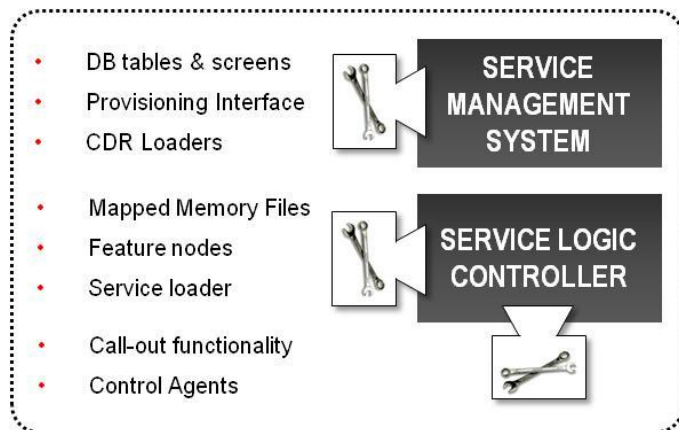 DB tables & screens
Provisioning Interface
CDR Loaders
SERVICE
MANAGEMENT
SYSTEM
Mapped Memory Files
Feature nodes
Service loader
SERVICE LOGIC
CONTROLLER
Call-out functionality
Control Agents